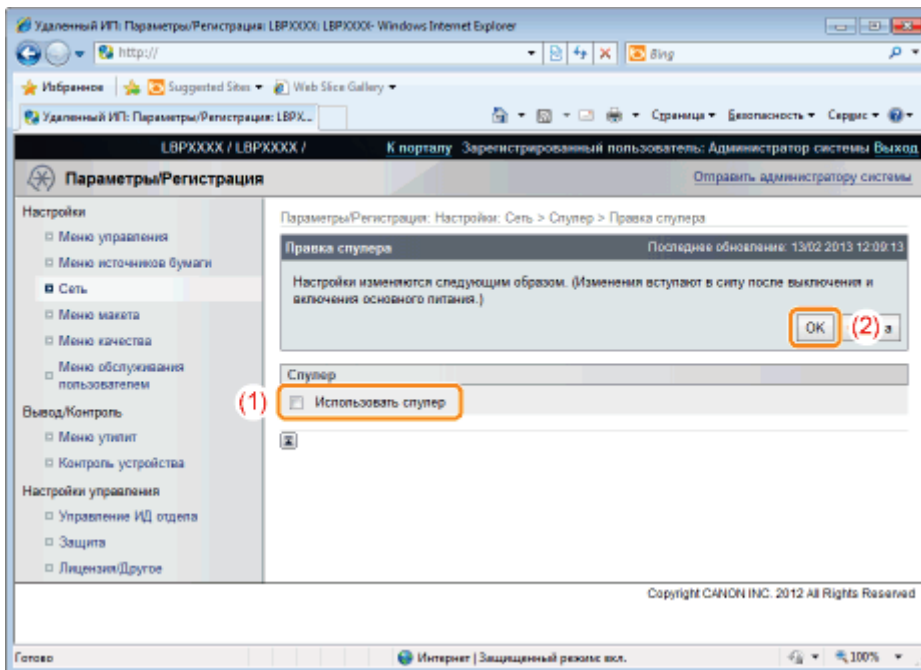 Удаленный ИП: Параметры/Регистрация: LBPXXXX: LBPXXXX- Windows Internet Explorer
http://
Bing
Избранное Suggested Sites Web Slice Gallery
Удаленный ИП: Параметры/Регистрация: LBPX... Страница Безопасность Сервис
LBPXXXX / LBPXXXX / К порталу Зарегистрированный пользователь: Администратор системы Выход
Параметры/Регистрация Отправить администратору системы
Настройки
Меню управления
Меню источников бумаги
Сеть
Меню макета
Меню качества
Меню обслуживания
пользователем
Вывод/Контроль
Меню утилит
Контроль устройства
Настройки управления
Управление ИД отдела
Защита
Лицензия/Другое
Параметры/Регистрация: Настройки: Сеть > Спулер > Правка спулера
Правка спулера Последнее обновление: 13/02 2013 12:09:13
Настройки изменяются следующим образом. (Изменения вступают в силу после выключения и
включения основного питания.)
OK (2) а
Спулер
(1) Использовать спулер
Copyright CANON INC. 2012 All Rights Reserved
Готово Интернет | Защищенный режим: вкл. 100%